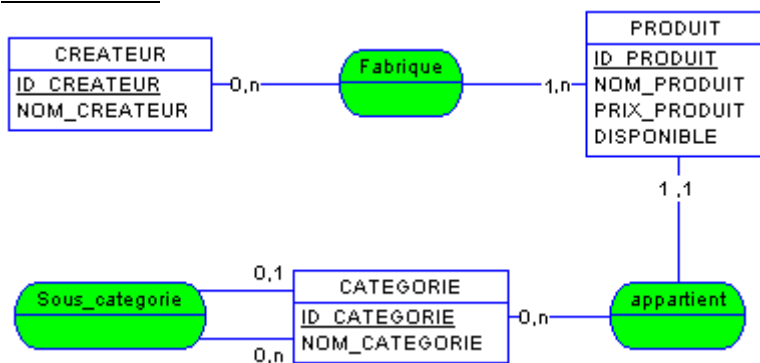 CREATEUR
ID_CREATEUR
NOM_CREATEUR
0,n
Fabrique
1,n
PRODUIT
ID_PRODUIT
NOM_PRODUIT
PRIX_PRODUIT
DISPONIBLE
1,1
Sous_categorie
0,1
0,n
CATEGORIE
ID_CATEGORIE
NOM_CATEGORIE
0,n
appartient